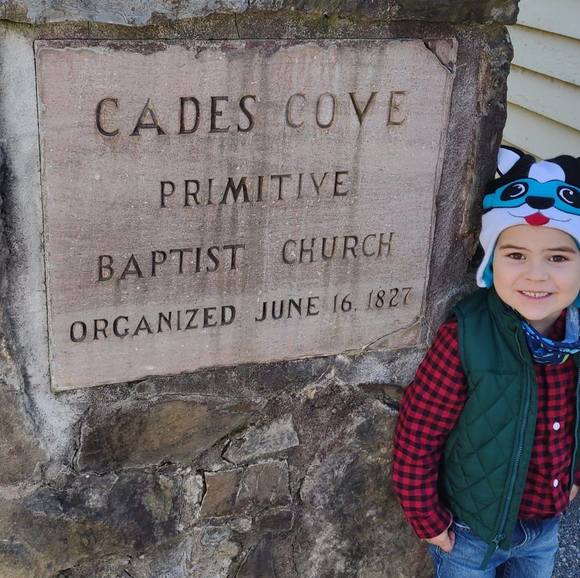 CADES COVE
PRIMITIVE
BAPTIST CHURCH
ORGANIZED JUNE 16, 1827